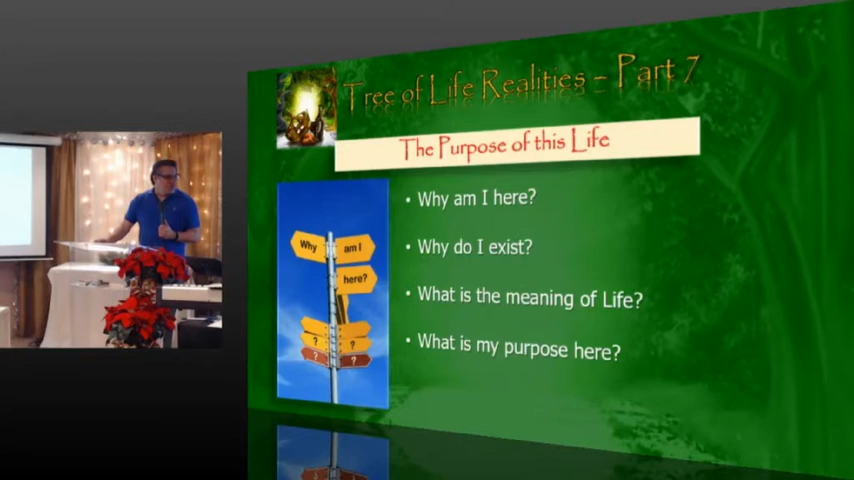 Tree of Life Realities – Part 7
The Purpose of this Life
• Why am I here?
• Why do I exist?
• What is the meaning of Life?
• What is my purpose here?
Why
am I
here?
?
?
?
?